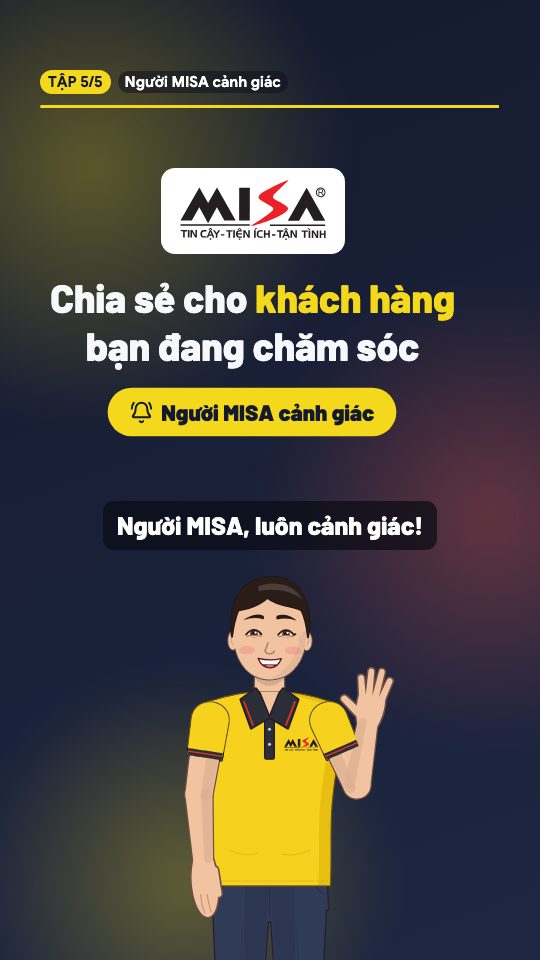 TẬP 5/5
Người MISA cảnh giác
MISA®
TIN CẬY-TIỆN ÍCH-TẬN TÌNH
Chia sẻ cho khách hàng
bạn đang chăm sóc
Người MISA cảnh giác
Người MISA, luôn cảnh giác!
MISA